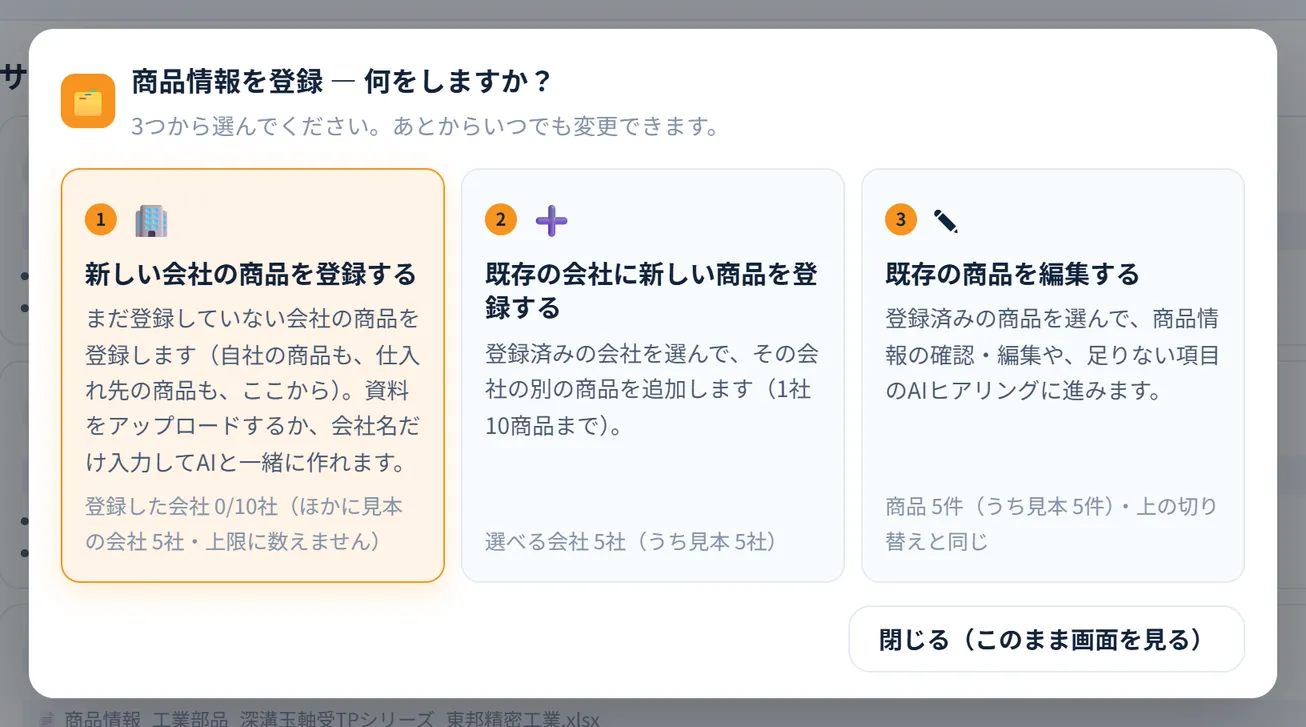 サ
商品情報を登録 — 何をしますか？
3つから選んでください。あとからいつでも変更できます。
1
新しい会社の商品を登録する
まだ登録していない会社の商品を
登録します（自社の商品も、仕入
れ先の商品も、ここから）。資料
をアップロードするか、会社名だ
け入力してAIと一緒に作れます。
登録した会社 0/10社（ほかに見本
の会社 5社・上限に数えません）
2
既存の会社に新しい商品を登
録する
登録済みの会社を選んで、その会
社の別の商品を追加します（1社
10商品まで）。
選べる会社 5社（うち見本 5社）
3
既存の商品を編集する
登録済みの商品を選んで、商品情
報の確認・編集や、足りない項目
のAIヒアリングに進みます。
商品 5件（うち見本 5件）・上の切り
替えと同じ
閉じる（このまま画面を見る）
商品情報_工業部品_深溝玉軸受TPシリーズ_東邦精密工業.xlsx